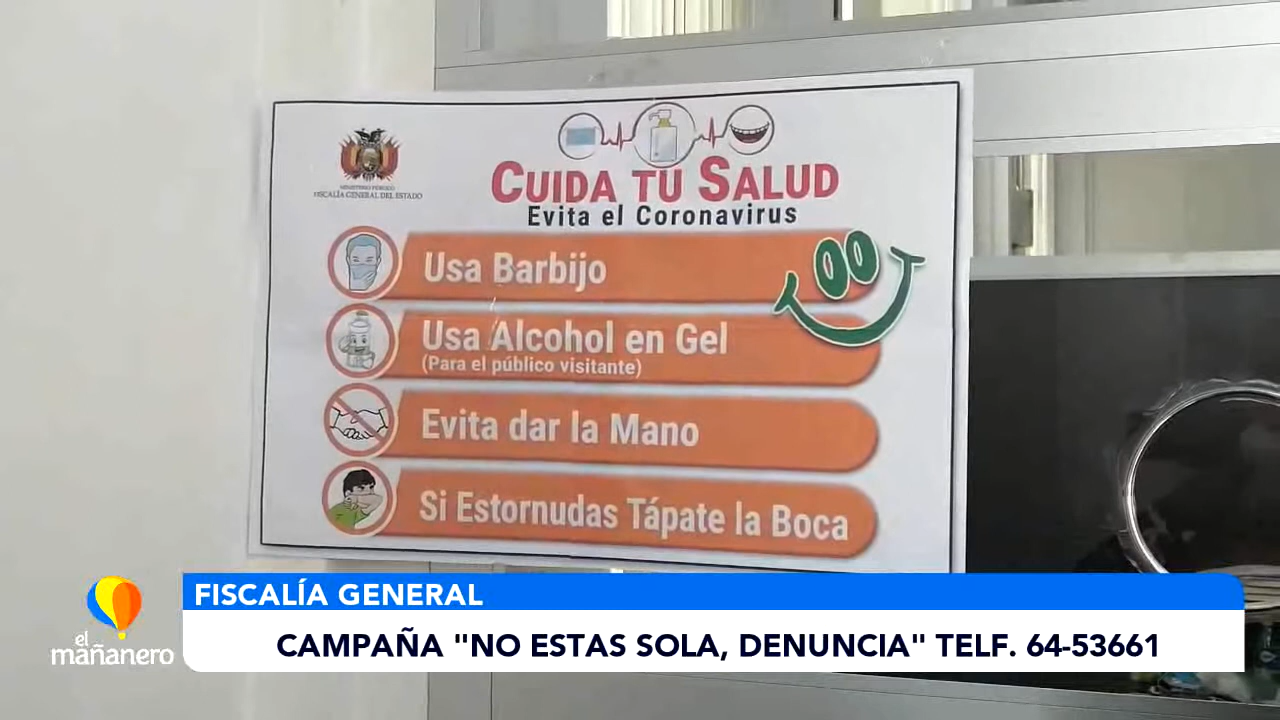 MINISTERIO PÚBLICO
FISCALÍA GENERAL DEL ESTADO
CUIDA TU SALUD
Evita el Coronavirus
Usa Barbijo
Usa Alcohol en Gel
(Para el público visitante)
Evita dar la Mano
Si Estornudas Tápate la Boca
FISCALÍA GENERAL
CAMPAÑA "NO ESTAS SOLA, DENUNCIA" TELF. 64-53661
el
mañanero